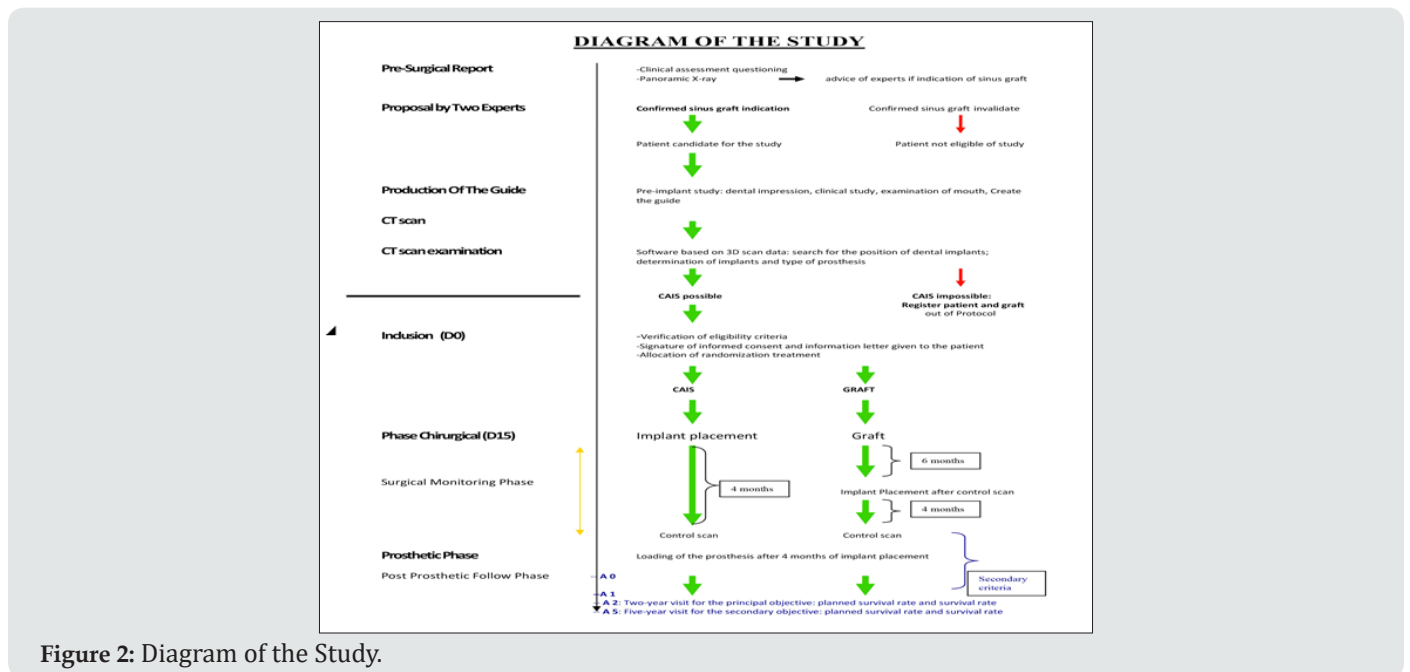 DIAGRAM OF THE STUDY
Pre-Surgical Report
-Clinical assessment questioning
-Panoramic X-ray
advice of experts if indication of sinus graft
Proposal by Two Experts
Confirmed sinus graft indication
Confirmed sinus graft invalidate
Patient candidate for the study
Patient not eligible of study
Production Of The Guide
Pre-implant study: dental impression, clinical study, examination of mouth, Create
the guide
CT scan
CT scan examination
Software based on 3D scan data: search for the position of dental implants;
determination of implants and type of prosthesis
CAIS possible
CAIS impossible:
Register patient and graft
out of Protocol
Inclusion (D0)
-Verification of eligibility criteria
-Signature of informed consent and information letter given to the patient
-Allocation of randomization treatment
CAIS
GRAFT
Phase Chirurgical (D15)
Implant placement
Graft
6 months
Surgical Monitoring Phase
4 months
Implant Placement after control scan
4 months
Control scan
Control scan
Prosthetic Phase
Loading of the prosthesis after 4 months of implant placement
Post Prosthetic Follow Phase
A 0
Secondary
criteria
A 1
A 2: Two-year visit for the principal objective: planned survival rate and survival rate
A 5: Five-year visit for the secondary objective: planned survival rate and survival rate
Figure 2: Diagram of the Study.